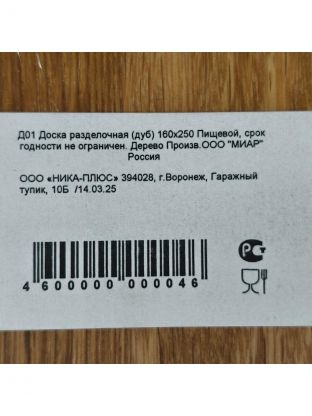 Д01 Доска разделочная (дуб) 160х250 Пищевой, срок
годности не ограничен. Дерево Произв.ООО "МИАР"
Россия
ООО «НИКА-ПЛЮС» 394028, г.Воронеж, Гаражный
тупик, 10Б /14.03.25
4 600000 000046
РСТ